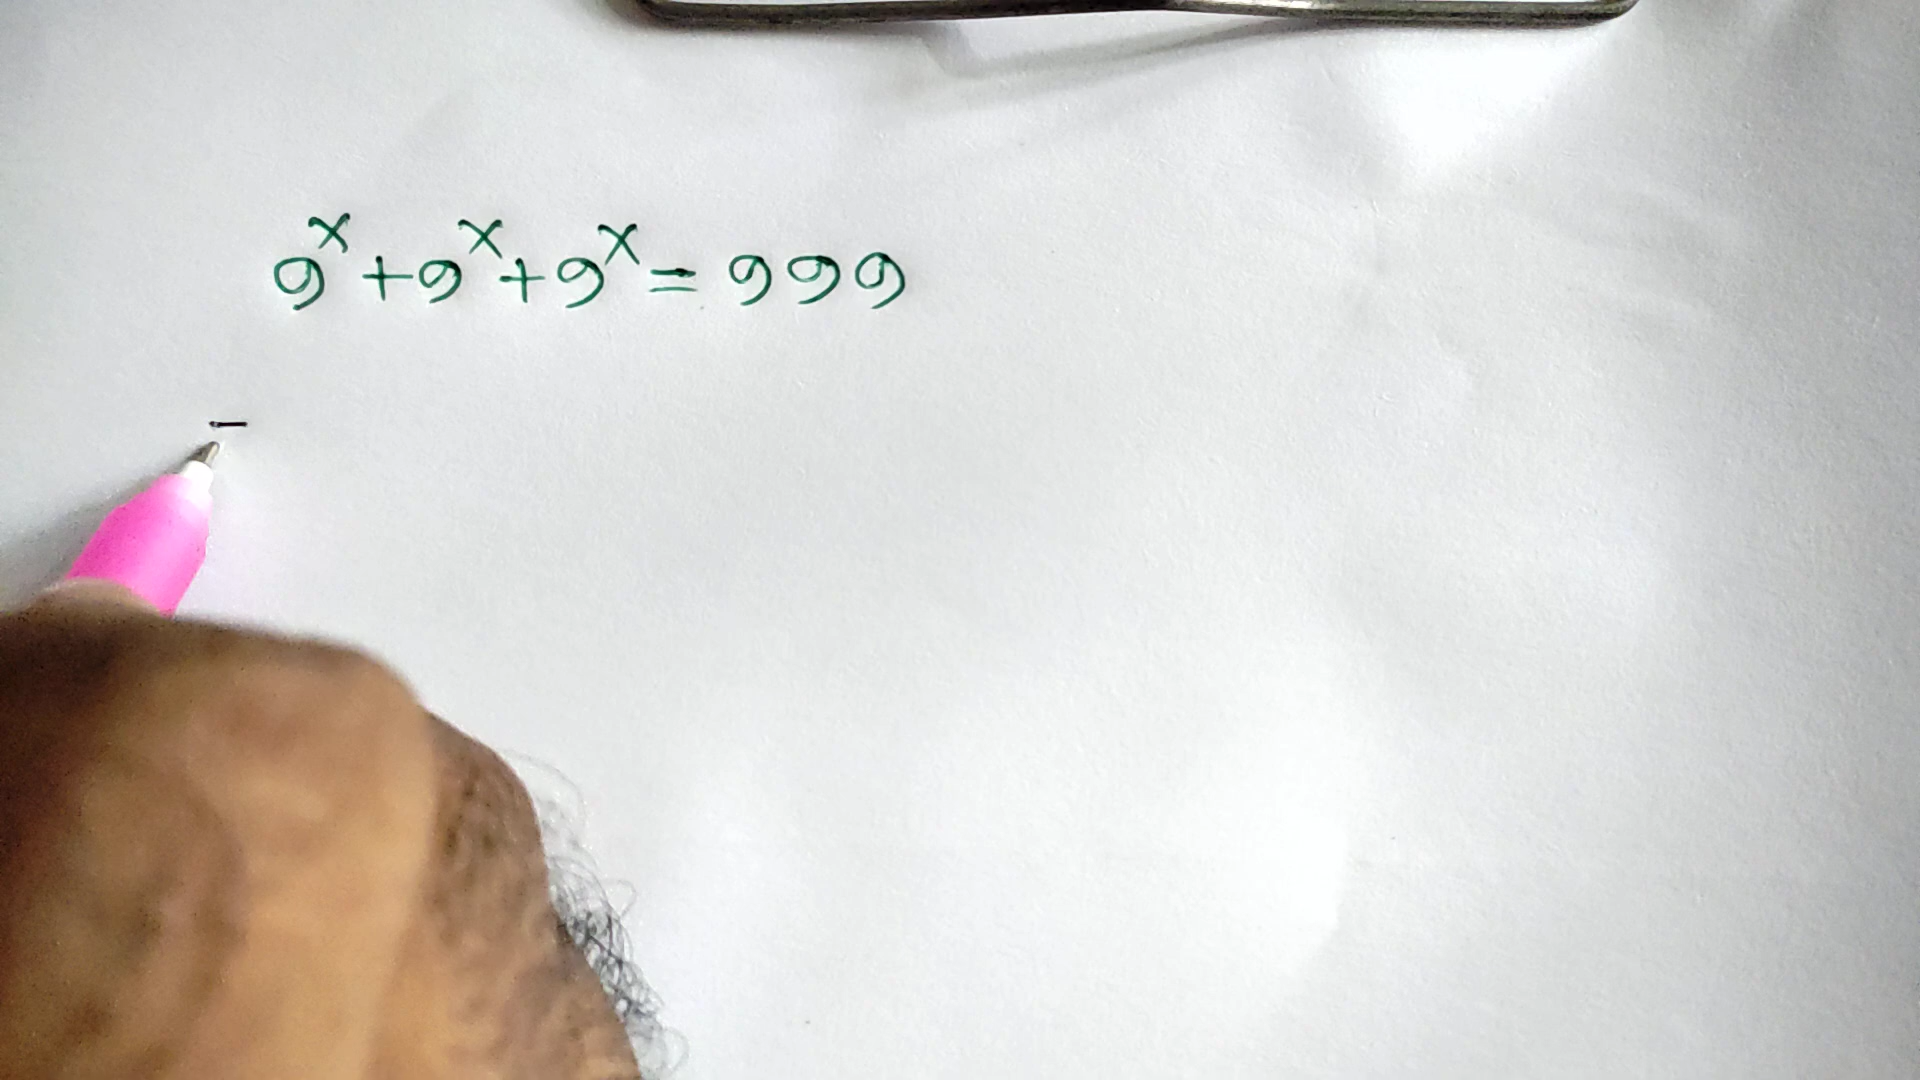 9^x + 9^x + 9^x = 999